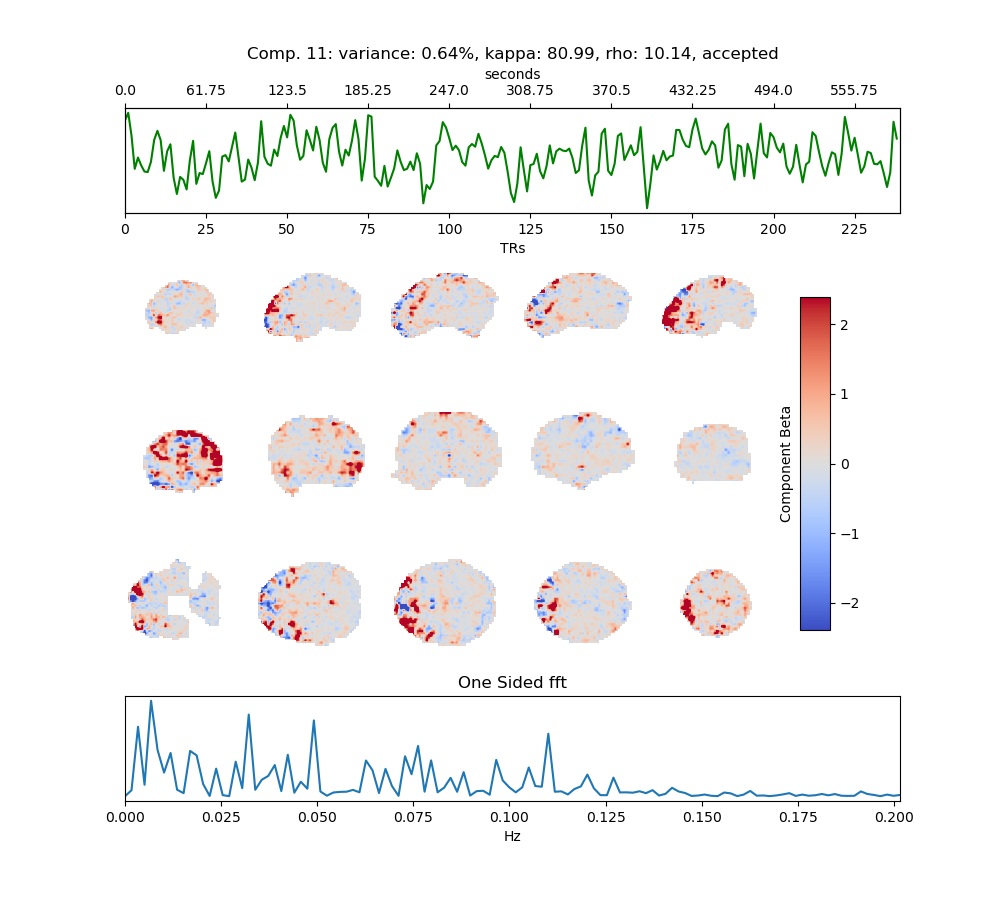 Comp. 11: variance: 0.64%, kappa: 80.99, rho: 10.14, accepted
seconds
0.0 61.75 123.5 185.25 247.0 308.75 370.5 432.25 494.0 555.75
0 25 50 75 100 125 150 175 200 225
TRs
2
1
0
−1
−2
Component Beta
One Sided fft
0.000 0.025 0.050 0.075 0.100 0.125 0.150 0.175 0.200
Hz